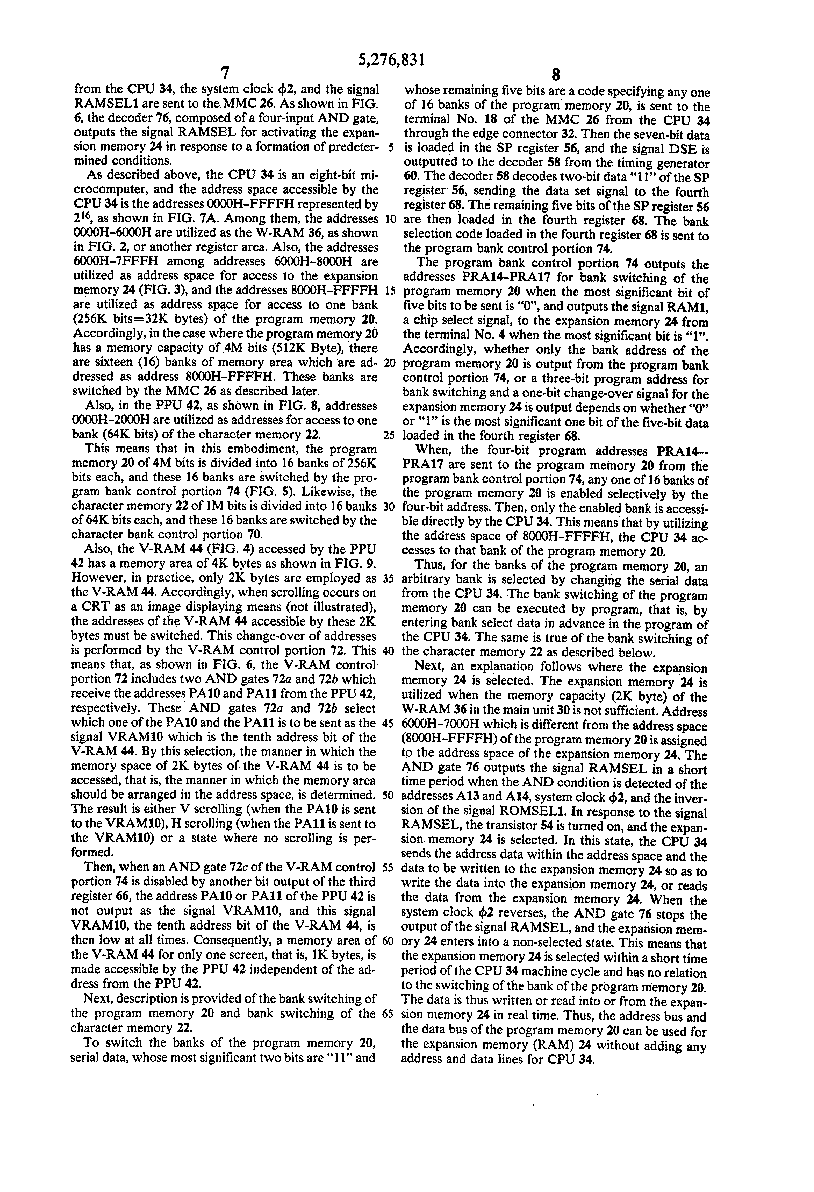 5,276,831
7
from the CPU 34, the system clock ϕ2, and the signal
RAMSEL1 are sent to the MMC 26. As shown in FIG.
6, the decoder 76, composed of a four-input AND gate,
outputs the signal RAMSEL for activating the expan-
sion memory 24 in response to a formation of predeter- 5
mined conditions.
As described above, the CPU 34 is an eight-bit mi-
crocomputer, and the address space accessible by the
CPU 34 is the addresses 0000H-FFFFH represented by
2¹⁶, as shown in FIG. 7A. Among them, the addresses 10
0000H-6000H are utilized as the W-RAM 36, as shown
in FIG. 2, or another register area. Also, the addresses
6000H-7FFFH among addresses 6000H-8000H are
utilized as address space for access to the expansion
memory 24 (FIG. 3), and the addresses 8000H-FFFFH 15
are utilized as address space for access to one bank
(256K bits=32K bytes) of the program memory 20.
Accordingly, in the case where the program memory 20
has a memory capacity of 4M bits (512K Byte), there
are sixteen (16) banks of memory area which are ad- 20
dressed as address 8000H-FFFFH. These banks are
switched by the MMC 26 as described later.
Also, in the PPU 42, as shown in FIG. 8, addresses
0000H-2000H are utilized as addresses for access to one
bank (64K bits) of the character memory 22. 25
This means that in this embodiment, the program
memory 20 of 4M bits is divided into 16 banks of 256K
bits each, and these 16 banks are switched by the pro-
gram bank control portion 74 (FIG. 5). Likewise, the
character memory 22 of 1M bits is divided into 16 banks 30
of 64K bits each, and these 16 banks are switched by the
character bank control portion 70.
Also, the V-RAM 44 (FIG. 4) accessed by the PPU
42 has a memory area of 4K bytes as shown in FIG. 9.
However, in practice, only 2K bytes are employed as 35
the V-RAM 44. Accordingly, when scrolling occurs on
a CRT as an image displaying means (not illustrated),
the addresses of the V-RAM 44 accessible by these 2K
bytes must be switched. This change-over of addresses
is performed by the V-RAM control portion 72. This 40
means that, as shown in FIG. 6, the V-RAM control
portion 72 includes two AND gates 72a and 72b which
receive the addresses PA10 and PA11 from the PPU 42,
respectively. These AND gates 72a and 72b select
which one of the PA10 and the PA11 is to be sent as the 45
signal VRAM10 which is the tenth address bit of the
V-RAM 44. By this selection, the manner in which the
memory space of 2K bytes of the V-RAM 44 is to be
accessed, that is, the manner in which the memory area
should be arranged in the address space, is determined. 50
The result is either V scrolling (when the PA10 is sent
to the VRAM10), H scrolling (when the PA11 is sent to
the VRAM10) or a state where no scrolling is per-
formed.
Then, when an AND gate 72c of the V-RAM control 55
portion 74 is disabled by another bit output of the third
register 66, the address PA10 or PA11 of the PPU 42 is
not output as the signal VRAM10, and this signal
VRAM10, the tenth address bit of the V-RAM 44, is
then low at all times. Consequently, a memory area of 60
the V-RAM 44 for only one screen, that is, 1K bytes, is
made accessible by the PPU 42 independent of the ad-
dress from the PPU 42.
Next, description is provided of the bank switching of
the program memory 20 and bank switching of the 65
character memory 22.
To switch the banks of the program memory 20,
serial data, whose most significant two bits are "11" and
8
whose remaining five bits are a code specifying any one
of 16 banks of the program memory 20, is sent to the
terminal No. 18 of the MMC 26 from the CPU 34
through the edge connector 32. Then the seven-bit data
is loaded in the SP register 56, and the signal DSE is
outputted to the decoder 58 from the timing generator
60. The decoder 58 decodes two-bit data "11" of the SP
register 56, sending the data set signal to the fourth
register 68. The remaining five bits of the SP register 56
are then loaded in the fourth register 68. The bank
selection code loaded in the fourth register 68 is sent to
the program bank control portion 74.
The program bank control portion 74 outputs the
addresses PRA14-PRA17 for bank switching of the
program memory 20 when the most significant bit of
five bits to be sent is "0", and outputs the signal RAM1,
a chip select signal, to the expansion memory 24 from
the terminal No. 4 when the most significant bit is "1".
Accordingly, whether only the bank address of the
program memory 20 is output from the program bank
control portion 74, or a three-bit program address for
bank switching and a one-bit change-over signal for the
expansion memory 24 is output depends on whether "0"
or "1" is the most significant one bit of the five-bit data
loaded in the fourth register 68.
When, the four-bit program addresses PRA14-
PRA17 are sent to the program memory 20 from the
program bank control portion 74, any one of 16 banks of
the program memory 20 is enabled selectively by the
four-bit address. Then, only the enabled bank is accessi-
ble directly by the CPU 34. This means that by utilizing
the address space of 8000H-FFFFH, the CPU 34 ac-
cesses to that bank of the program memory 20.
Thus, for the banks of the program memory 20, an
arbitrary bank is selected by changing the serial data
from the CPU 34. The bank switching of the program
memory 20 can be executed by program, that is, by
entering bank select data in advance in the program of
the CPU 34. The same is true of the bank switching of
the character memory 22 as described below.
Next, an explanation follows where the expansion
memory 24 is selected. The expansion memory 24 is
utilized when the memory capacity (2K byte) of the
W-RAM 36 in the main unit 30 is not sufficient. Address
6000H-7000H which is different from the address space
(8000H-FFFFH) of the program memory 20 is assigned
to the address space of the expansion memory 24. The
AND gate 76 outputs the signal RAMSEL in a short
time period when the AND condition is detected of the
addresses A13 and A14, system clock ϕ2, and the inver-
sion of the signal ROMSEL1. In response to the signal
RAMSEL, the transistor 54 is turned on, and the expan-
sion memory 24 is selected. In this state, the CPU 34
sends the address data within the address space and the
data to be written to the expansion memory 24 so as to
write the data into the expansion memory 24, or reads
the data from the expansion memory 24. When the
system clock ϕ2 reverses, the AND gate 76 stops the
output of the signal RAMSEL, and the expansion mem-
ory 24 enters into a non-selected state. This means that
the expansion memory 24 is selected within a short time
period of the CPU 34 machine cycle and has no relation
to the switching of the bank of the program memory 20.
The data is thus written or read into or from the expan-
sion memory 24 in real time. Thus, the address bus and
the data bus of the program memory 20 can be used for
the expansion memory (RAM) 24 without adding any
address and data lines for CPU 34.